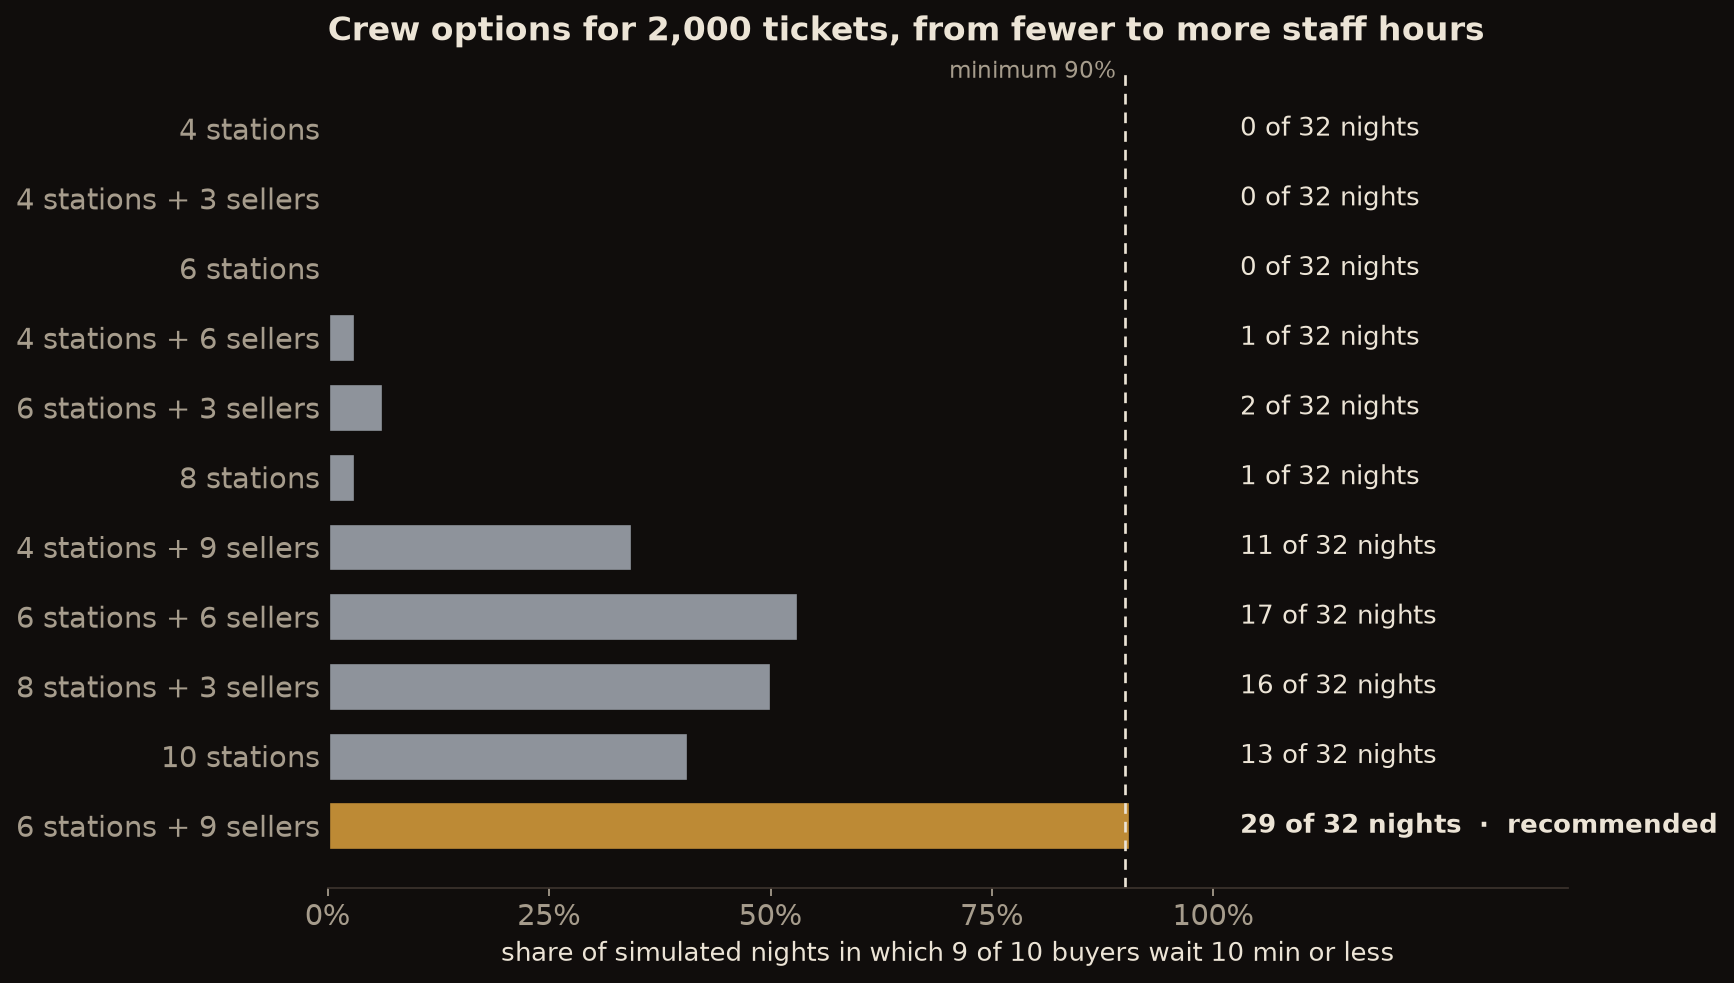 Crew options for 2,000 tickets, from fewer to more staff hours
minimum 90%
4 stations 0 of 32 nights
4 stations + 3 sellers 0 of 32 nights
6 stations 0 of 32 nights
4 stations + 6 sellers 1 of 32 nights
6 stations + 3 sellers 2 of 32 nights
8 stations 1 of 32 nights
4 stations + 9 sellers 11 of 32 nights
6 stations + 6 sellers 17 of 32 nights
8 stations + 3 sellers 16 of 32 nights
10 stations 13 of 32 nights
6 stations + 9 sellers 29 of 32 nights · recommended
0% 25% 50% 75% 100%
share of simulated nights in which 9 of 10 buyers wait 10 min or less